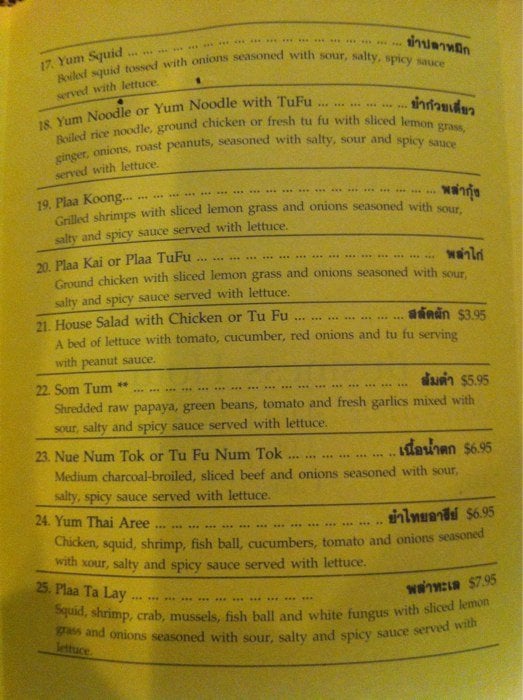 17. Yum Squid ... ... ... ... ... ... ... ... ... ... ... ... ... ... ... ... ยำปลาหมึก
Boiled squid tossed with onions seasoned with sour, salty, spicy sauce
served with lettuce.
18. Yum Noodle or Yum Noodle with TuFu ... ... ... ... ... ... ยำก๋วยเตี๋ยว
Boiled rice noodle, ground chicken or fresh tu fu with sliced lemon grass,
ginger, onions, roast peanuts, seasoned with salty, sour and spicy sauce
served with lettuce.
19. Plaa Koong... ... ... ... ... ... ... ... ... ... ... ... ... ... ... ... ... พล่ากุ้ง
Grilled shrimps with sliced lemon grass and onions seasoned with sour,
salty and spicy sauce served with lettuce.
20. Plaa Kai or Plaa TuFu ... ... ... ... ... ... ... ... ... ... ... ... ... พล่าไก่
Ground chicken with sliced lemon grass and onions seasoned with sour,
salty and spicy sauce served with lettuce.
21. House Salad with Chicken or Tu Fu ... ... ... ... ... ... สลัดผัก $3.95
A bed of lettuce with tomato, cucumber, red onions and tu fu serving
with peanut sauce.
22. Som Tum ** ... ... ... ... ... ... ... ... ... ... ... ... ... ... ... ส้มตำ $5.95
Shredded raw papaya, green beans, tomato and fresh garlics mixed with
sour, salty and spicy sauce served with lettuce.
23. Nue Num Tok or Tu Fu Num Tok ... ... ... ... ... ... .. เนื้อน้ำตก $6.95
Medium charcoal-broiled, sliced beef and onions seasoned with sour,
salty, spicy sauce served with lettuce.
24. Yum Thai Aree ... ... ... ... ... ... ... ... ... ... ... ... .. ยำไทยอารีย์ $6.95
Chicken, squid, shrimp, fish ball, cucumbers, tomato and onions seasoned
with xour, salty and spicy sauce served with lettuce.
25. Plaa Ta Lay ... ... ... ... ... ... ... ... ... ... พล่าทะเล $7.95
Squid, shrimp, crab, mussels, fish ball and white fungus with sliced lemon
grass and onions seasoned with sour, salty and spicy sauce served with
lettuce.